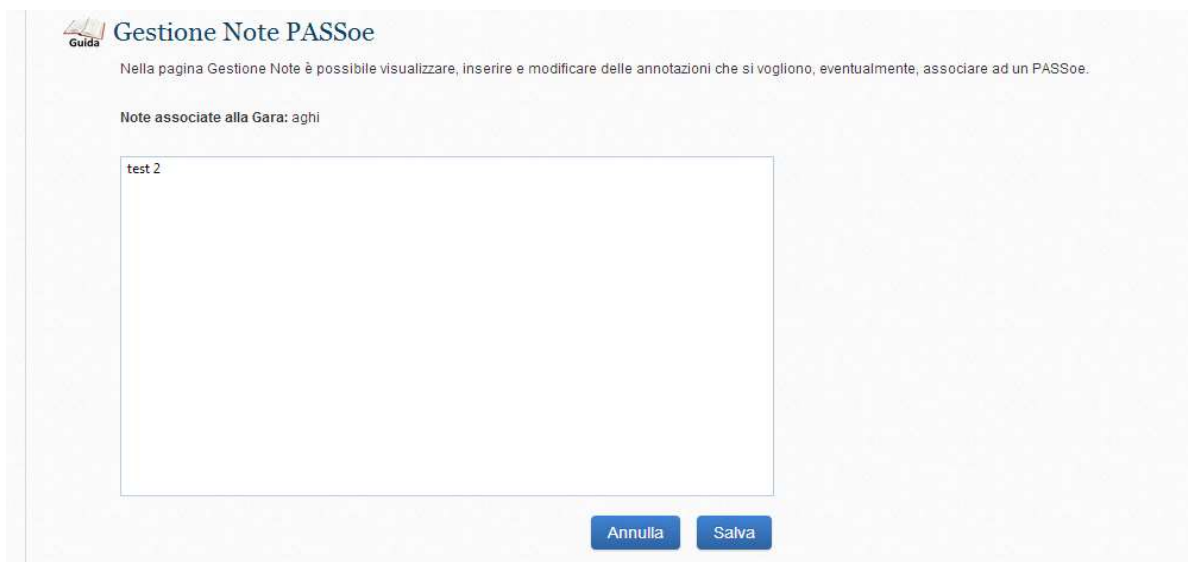 Guida
Gestione Note PASSoe
Nella pagina Gestione Note è possibile visualizzare, inserire e modificare delle annotazioni che si vogliono, eventualmente, associare ad un PASSoe.
Note associate alla Gara: aghi
test 2
Annulla Salva